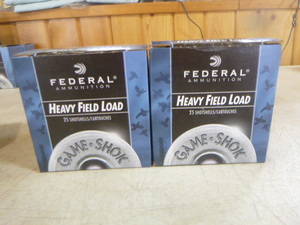 FEDERAL
AMMUNITION
HEAVY FIELD LOAD
25 SHOTSHELLS/CARTOUCHES
GAME-SHOK
FEDERAL
AMMUNITION
HEAVY FIELD LOAD
25 SHOTSHELLS/CARTOUCHES
GAME-SHOK